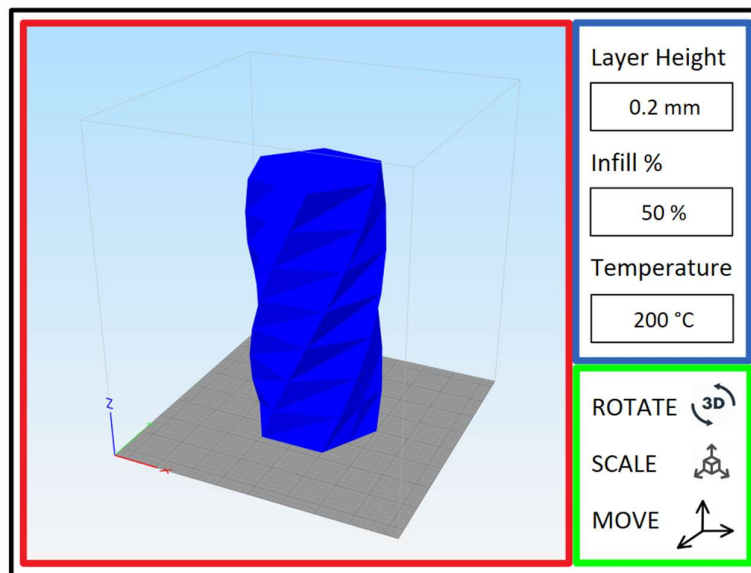 Layer Height
0.2 mm
Infill %
50 %
Temperature
200 °C
Z
X
ROTATE 3D
SCALE
MOVE